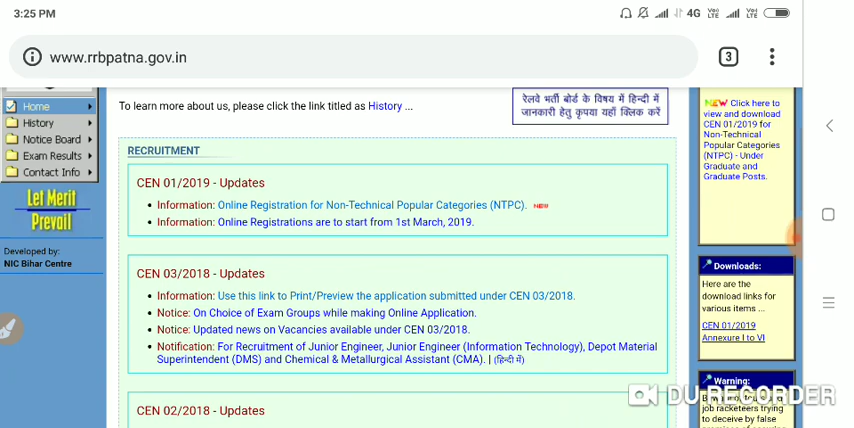 3:25 PM
4G
VoLTE
VoLTE
www.rrbpatna.gov.in
3
Home
History
Notice Board
Exam Results
Contact Info
Let Merit
Prevail
Developed by:
NIC Bihar Centre
To learn more about us, please click the link titled as History ...
रेलवे भर्ती बोर्ड के विषय में हिन्दी में
जानकारी हेतु कृपया यहाँ क्लिक करें
RECRUITMENT
CEN 01/2019 - Updates
Information: Online Registration for Non-Technical Popular Categories (NTPC). NEW
Information: Online Registrations are to start from 1st March, 2019.
CEN 03/2018 - Updates
Information: Use this link to Print/Preview the application submitted under CEN 03/2018.
Notice: On Choice of Exam Groups while making Online Application.
Notice: Updated news on Vacancies available under CEN 03/2018.
Notification: For Recruitment of Junior Engineer, Junior Engineer (Information Technology), Depot Material
Superintendent (DMS) and Chemical & Metallurgical Assistant (CMA). | (हिन्दी में)
CEN 02/2018 - Updates
NEW Click here to
view and download
CEN 01/2019 for
Non-Technical
Popular Categories
(NTPC) - Under
Graduate and
Graduate Posts.
Downloads:
Here are the
download links for
various items ...
CEN 01/2019
Annexure I to VI
Warning:
job racketeers trying
to deceive by false
DU RECORDER